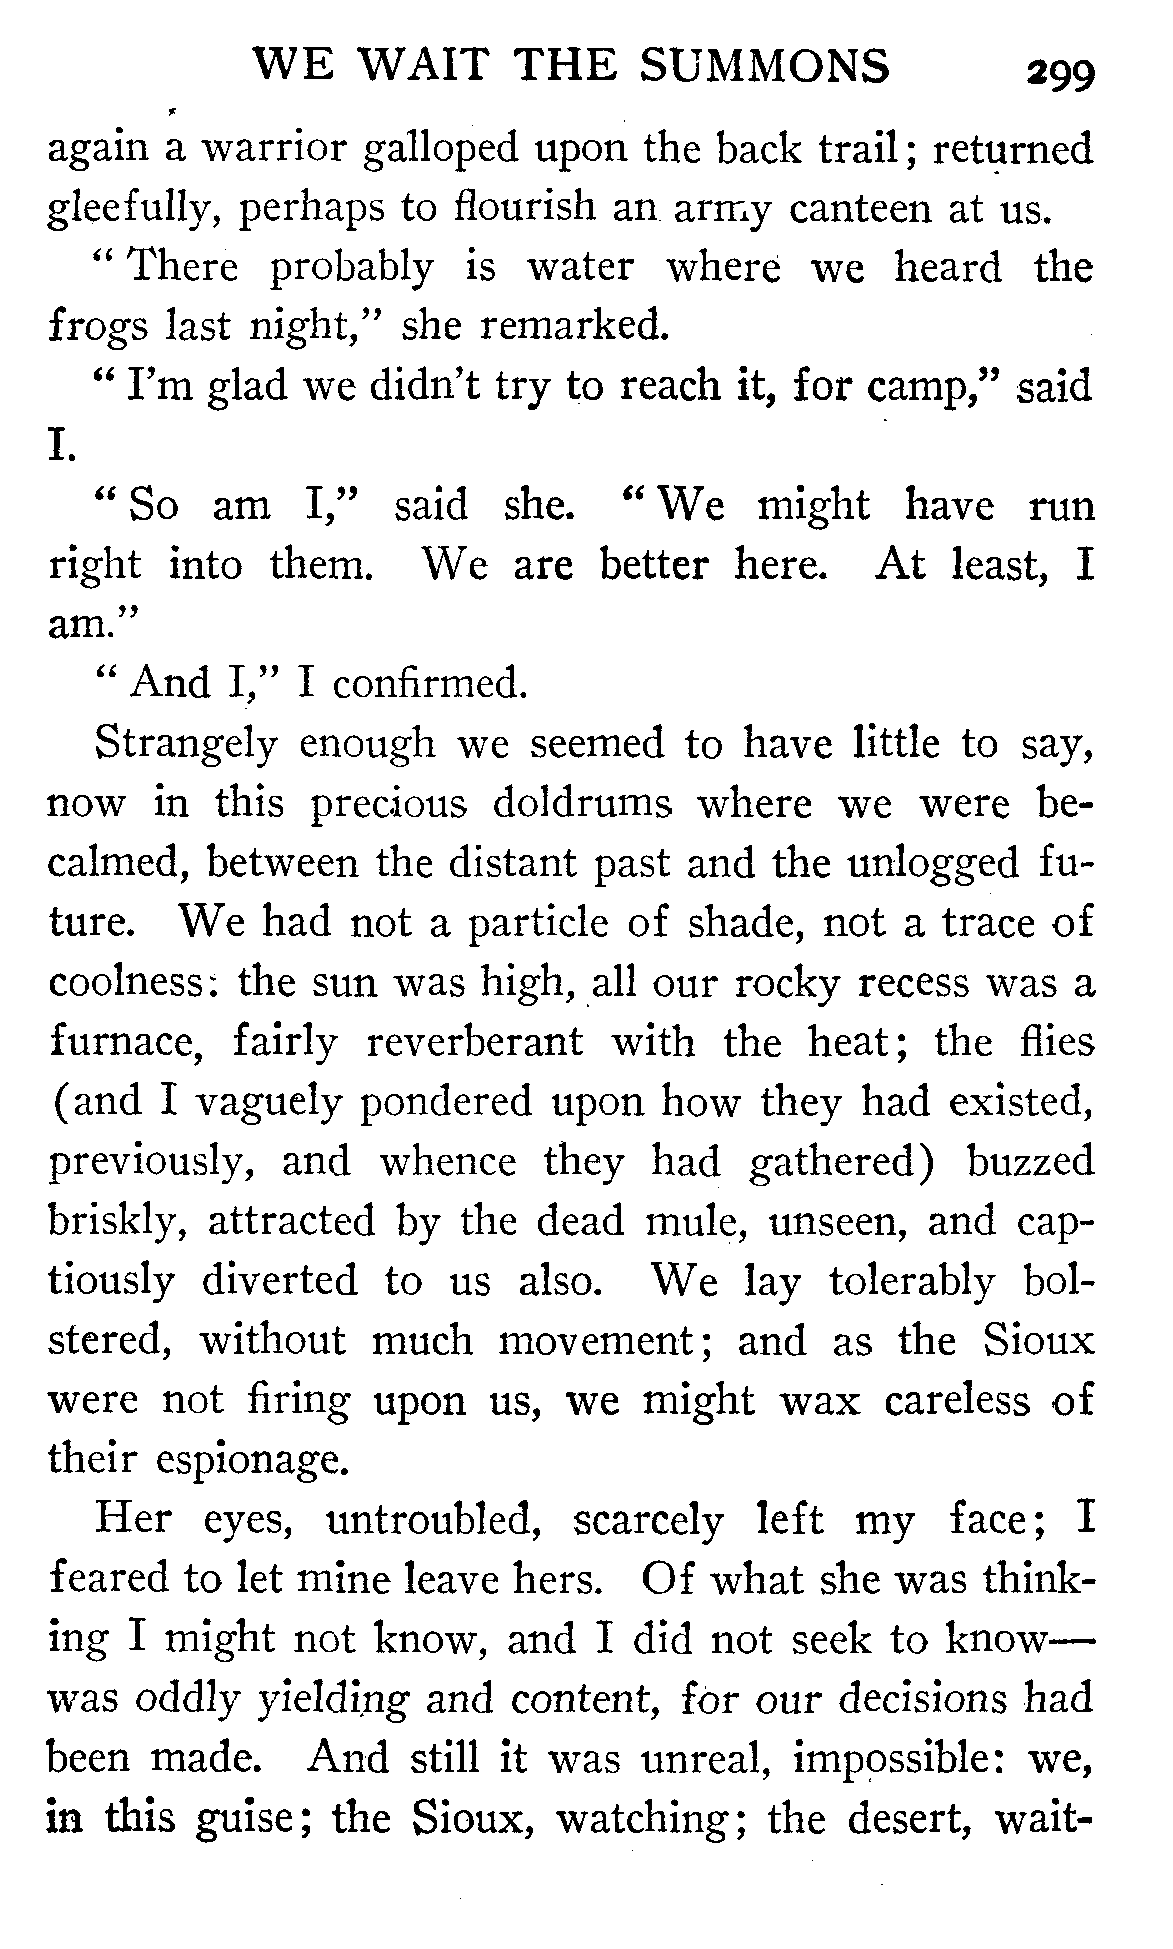 WE WAIT THE SUMMONS 299
again a warrior galloped upon the back trail; returned
gleefully, perhaps to flourish an army canteen at us.
“ There probably is water where we heard the
frogs last night,” she remarked.
“ I’m glad we didn’t try to reach it, for camp,” said
I.
“ So am I,” said she. “ We might have run
right into them. We are better here. At least, I
am.”
“ And I,” I confirmed.
Strangely enough we seemed to have little to say,
now in this precious doldrums where we were be-
calmed, between the distant past and the unlogged fu-
ture. We had not a particle of shade, not a trace of
coolness: the sun was high, all our rocky recess was a
furnace, fairly reverberant with the heat; the flies
(and I vaguely pondered upon how they had existed,
previously, and whence they had gathered) buzzed
briskly, attracted by the dead mule, unseen, and cap-
tiously diverted to us also. We lay tolerably bol-
stered, without much movement; and as the Sioux
were not firing upon us, we might wax careless of
their espionage.
Her eyes, untroubled, scarcely left my face; I
feared to let mine leave hers. Of what she was think-
ing I might not know, and I did not seek to know—
was oddly yielding and content, for our decisions had
been made. And still it was unreal, impossible: we,
in this guise; the Sioux, watching; the desert, wait-